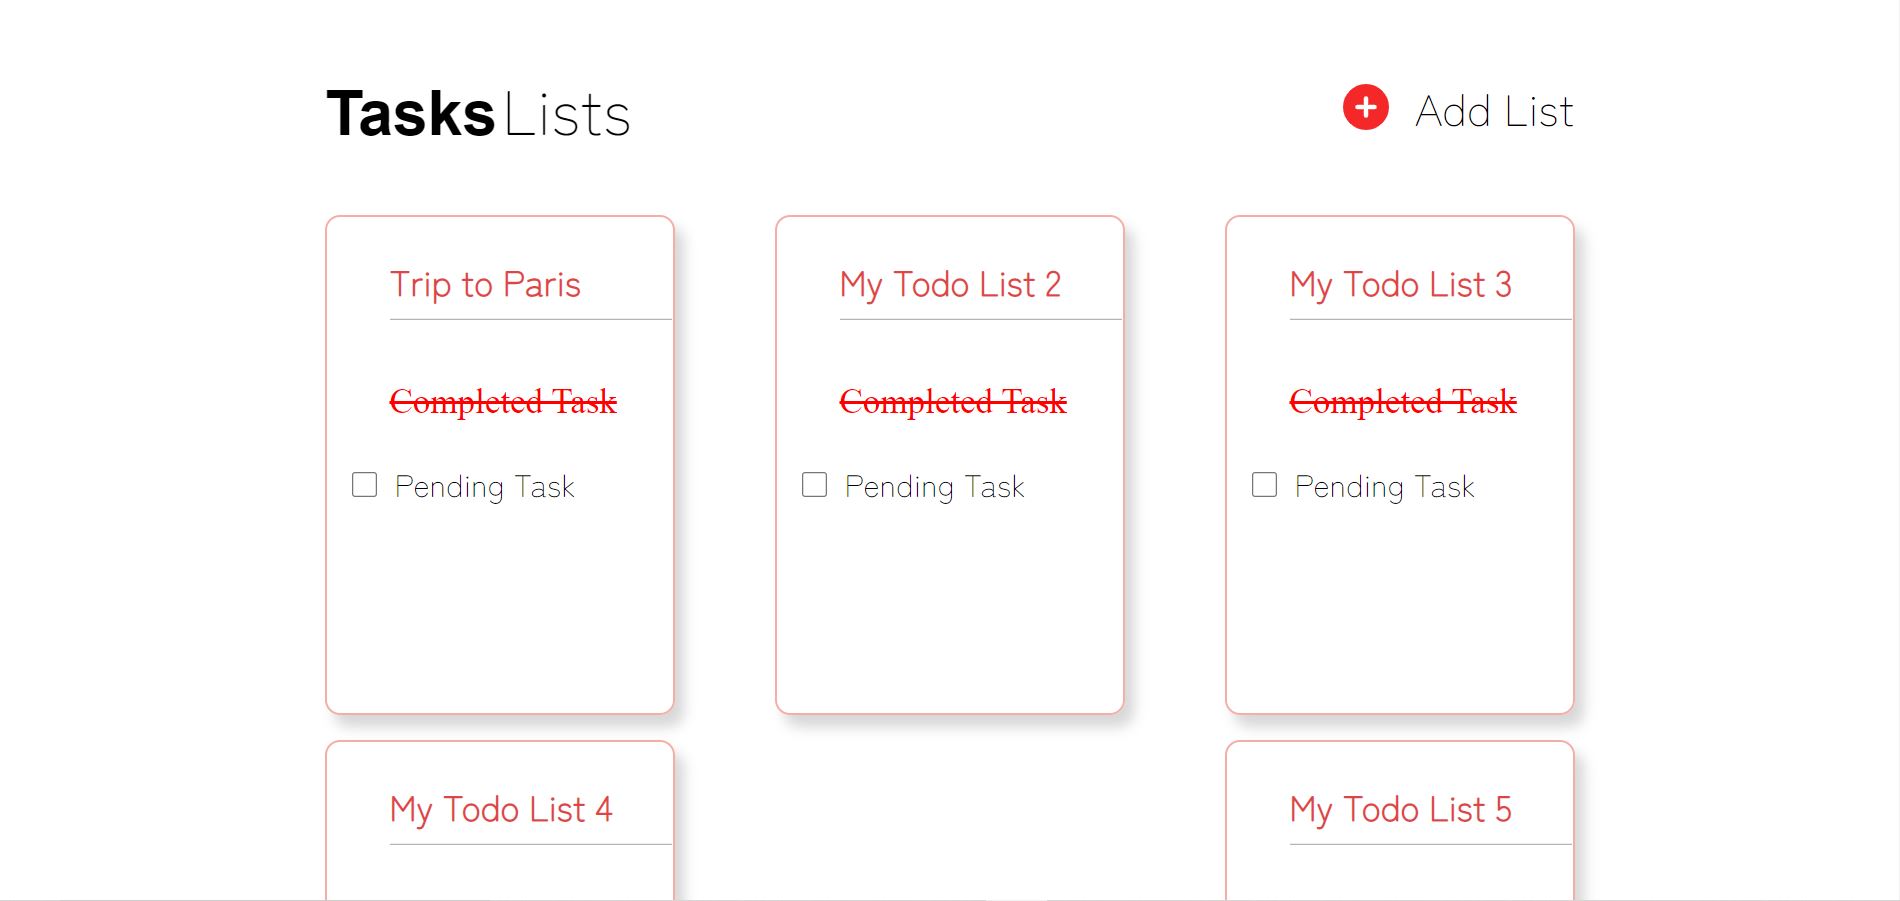 Tasks Lists
Add List
Trip to Paris
Completed Task
Pending Task
My Todo List 2
Completed Task
Pending Task
My Todo List 3
Completed Task
Pending Task
My Todo List 4
My Todo List 5